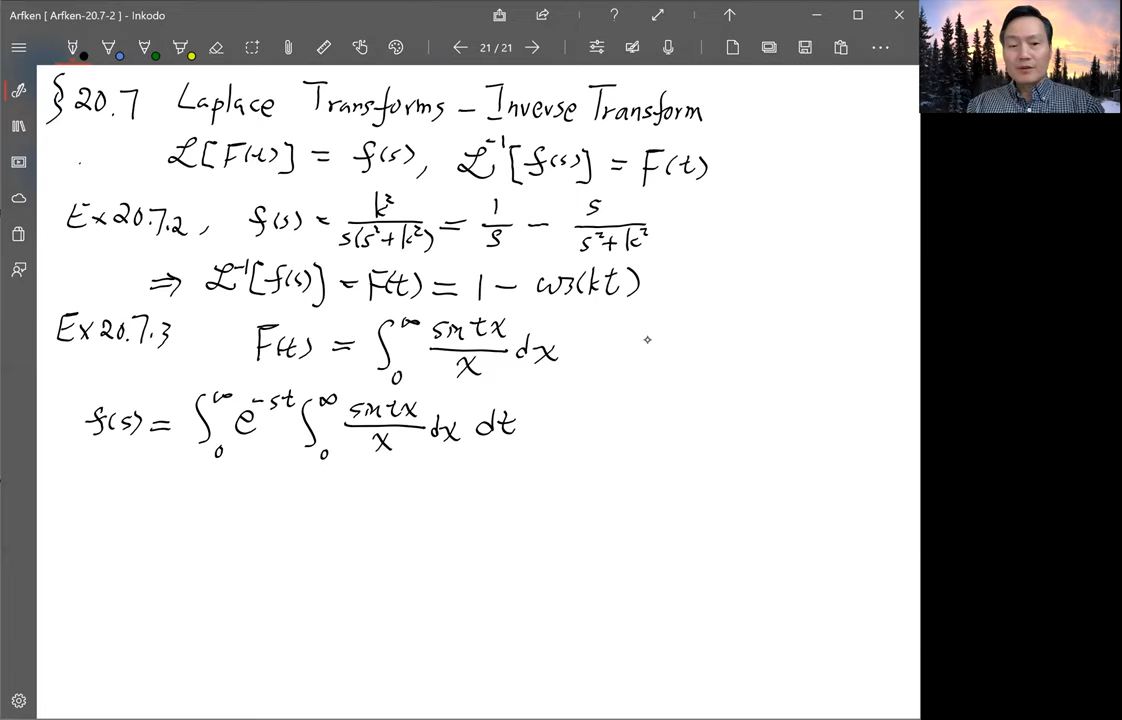 Arfken [ Arfken-20.7-2 ] - Inkodo
21 / 21
§ 20.7 Laplace Transforms - Inverse Transform
ℒ[F(t)] = f(s), ℒ⁻¹[f(s)] = F(t)
Ex 20.7.2, f(s) = k²/(s(s²+k²)) = 1/s - s/(s²+k²)
⇒ ℒ⁻¹[f(s)] = F(t) = 1 - cos(kt)
Ex 20.7.3 F(t) = ∫₀^∞ (sin tx)/x dx
f(s) = ∫₀^∞ e^(-st) ∫₀^∞ (sin tx)/x dx dt